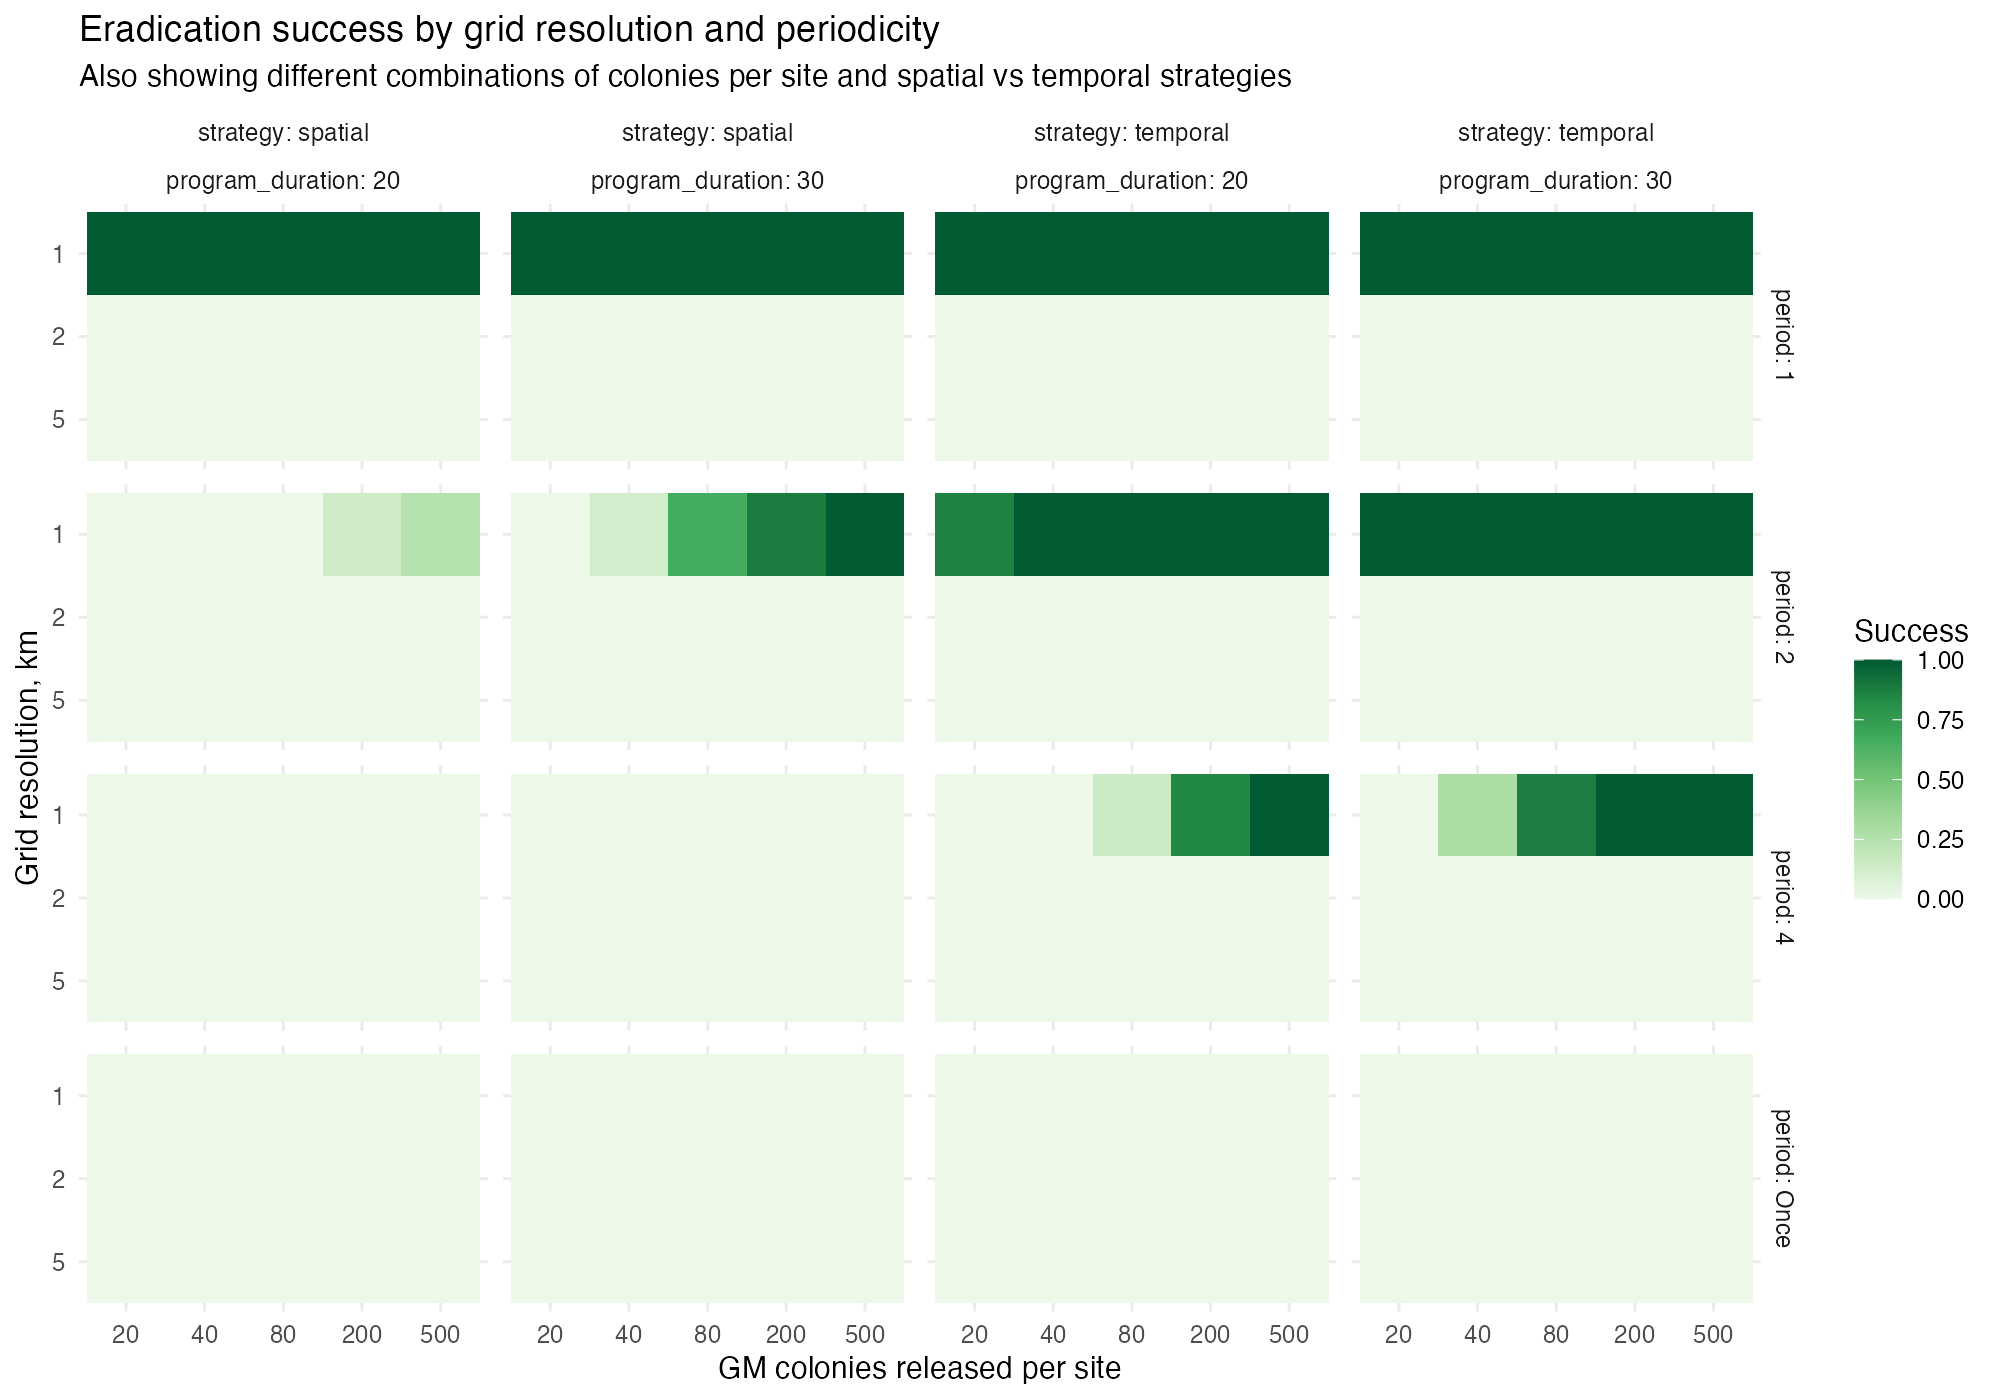 Eradication success by grid resolution and periodicity
Also showing different combinations of colonies per site and spatial vs temporal strategies
strategy: spatial
strategy: spatial
strategy: temporal
strategy: temporal
program_duration: 20
program_duration: 30
program_duration: 20
program_duration: 30
1
2
5
period: 1
1
2
5
period: 2
1
2
5
period: 4
1
2
5
period: Once
Grid resolution, km
20 40 80 200 500
20 40 80 200 500
20 40 80 200 500
20 40 80 200 500
GM colonies released per site
Success
1.00
0.75
0.50
0.25
0.00